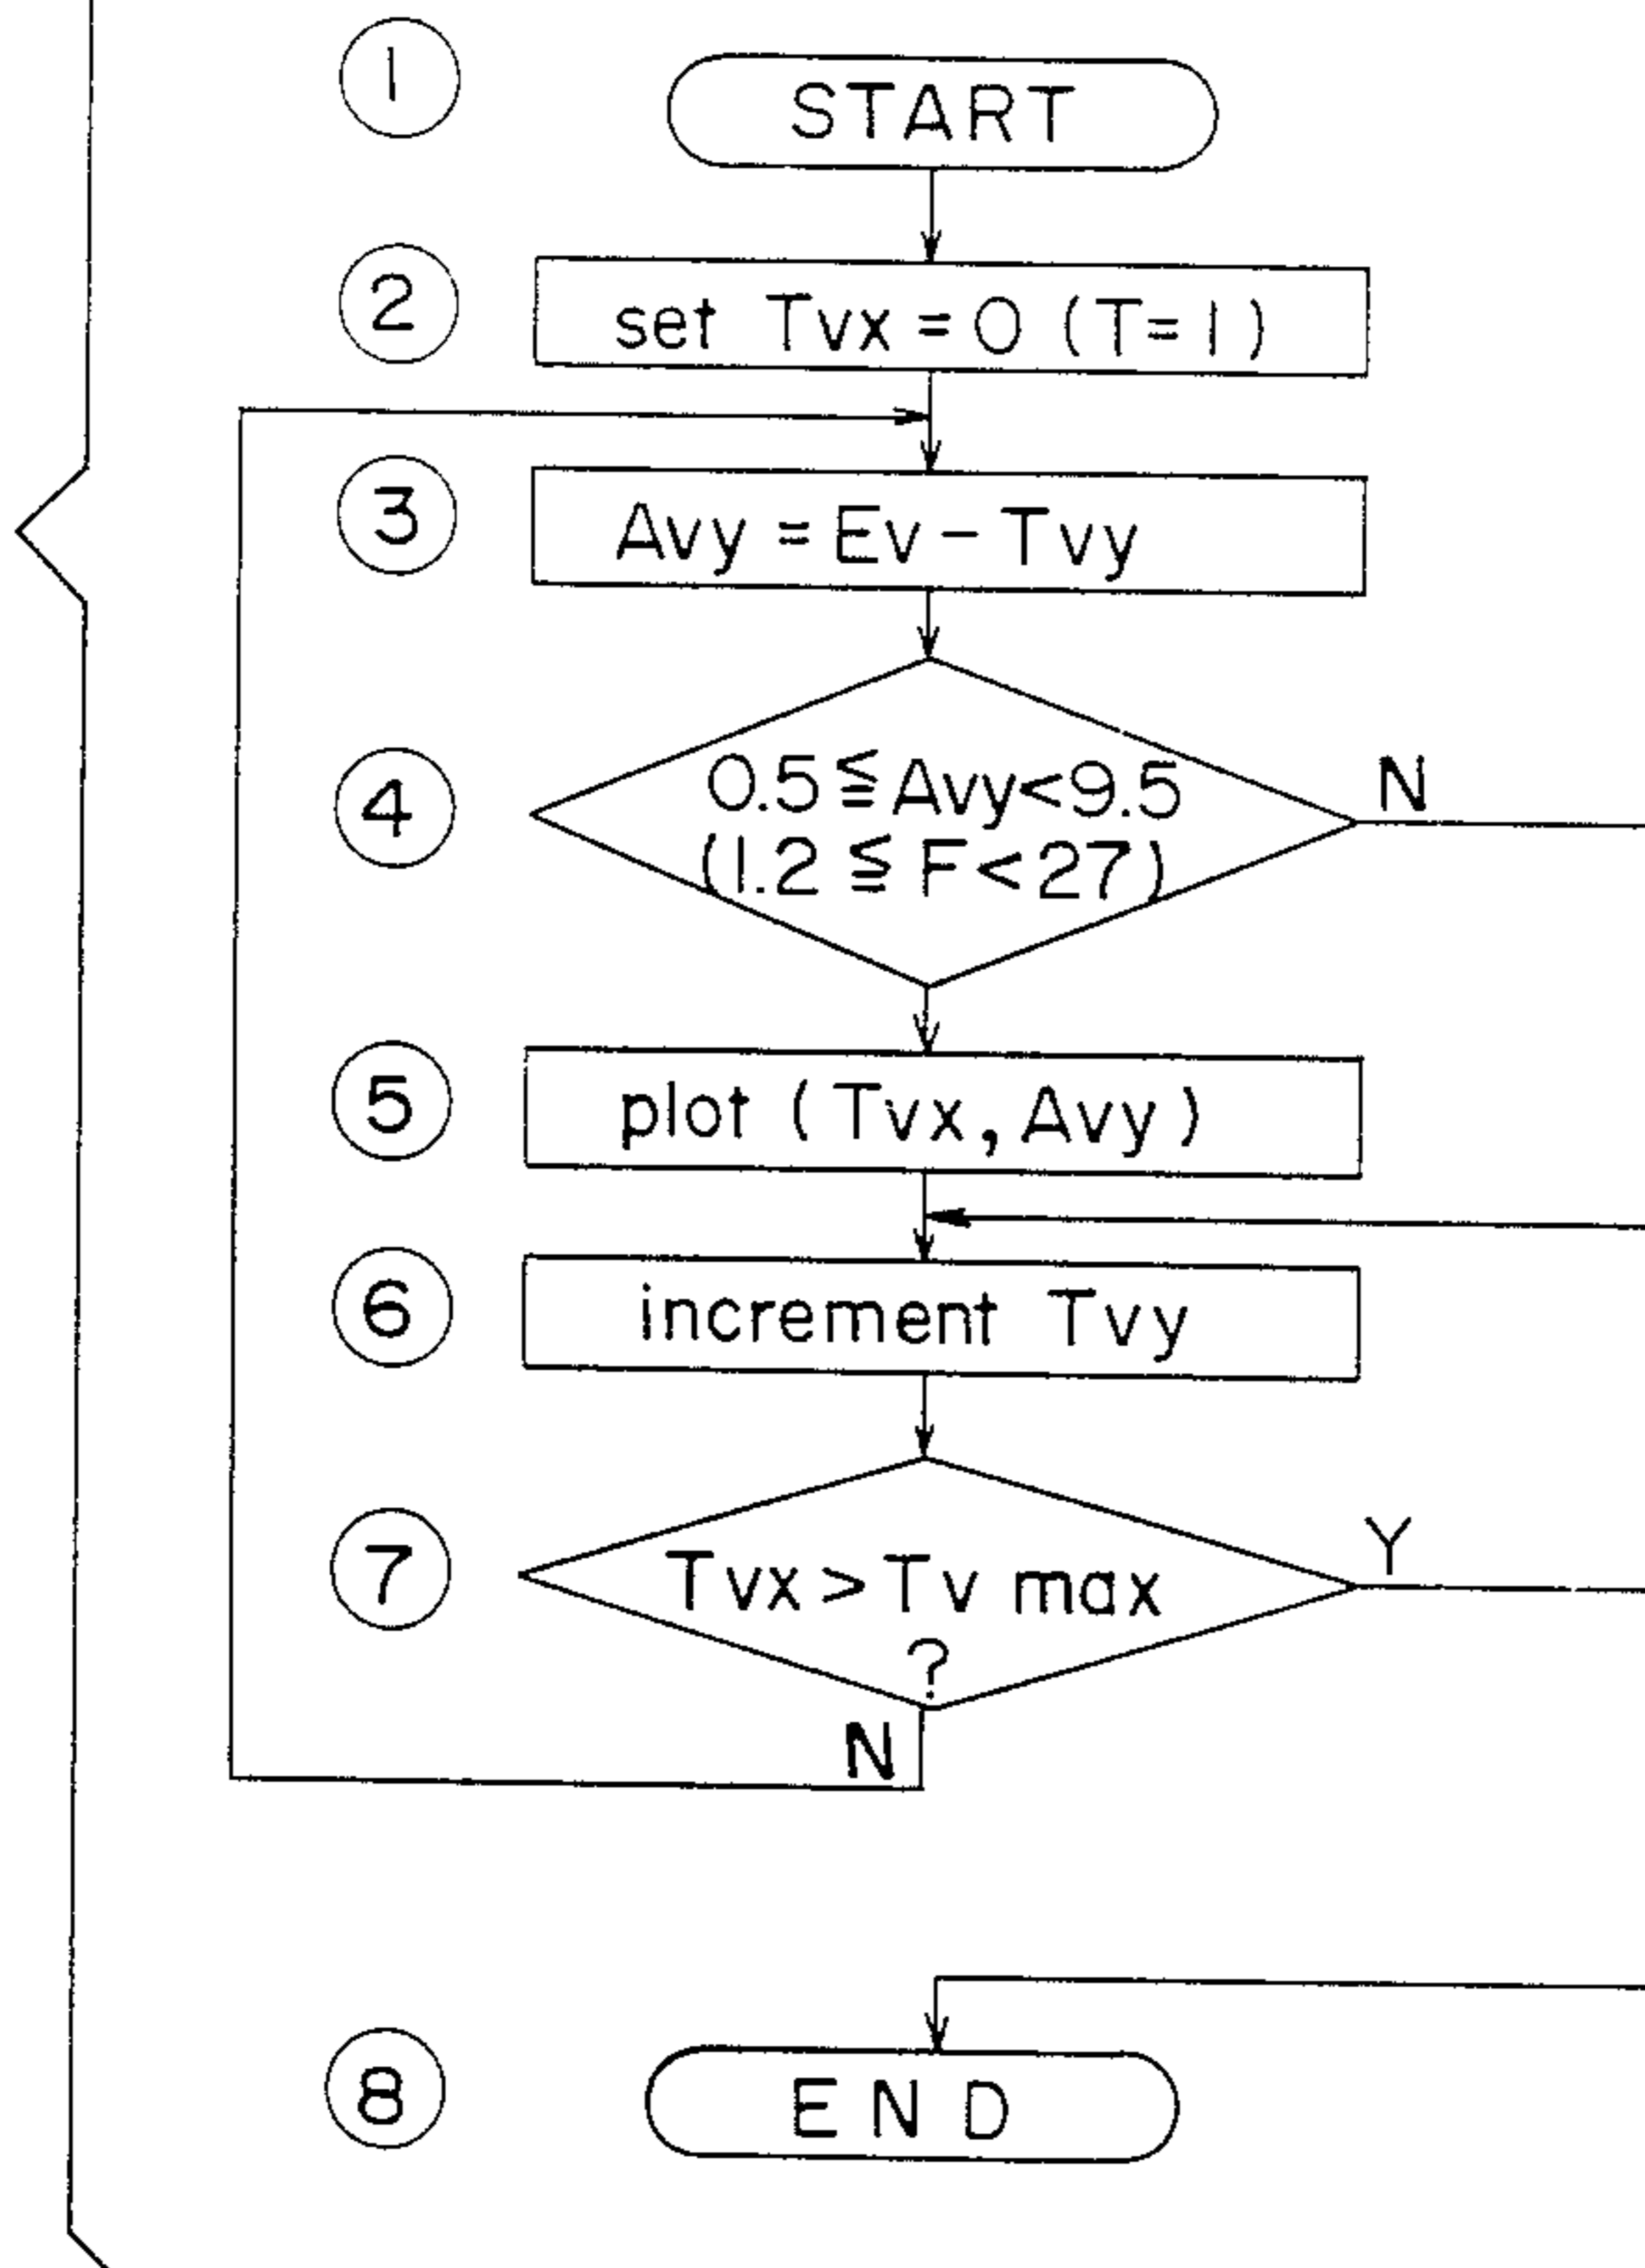 1
START
2
set Tvx = 0 (T=1)
3
Avy = Ev - Tvy
4
0.5 ≦ Avy < 9.5
(1.2 ≦ F < 27)
N
5
plot (Tvx, Avy)
6
increment Tvy
7
Tvx > Tv max
?
Y
N
8
END